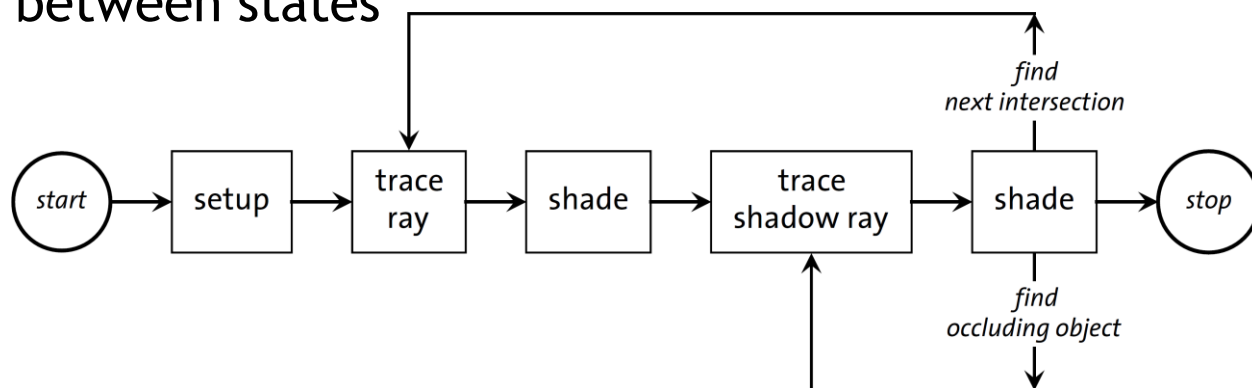 between states
find
next intersection
start
setup
trace
ray
shade
trace
shadow ray
shade
stop
find
occluding object